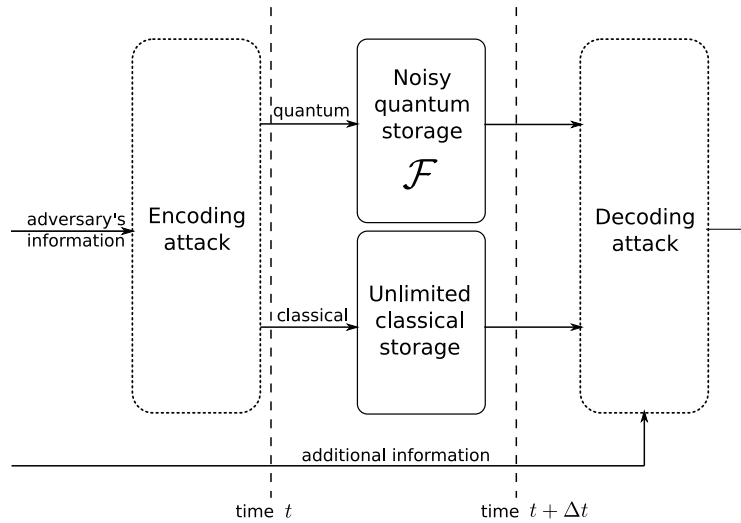 Noisy
quantum
storage
𝓕
quantum
adversary's
information
Encoding
attack
Decoding
attack
Unlimited
classical
storage
classical
additional information
time t
time t + Δt